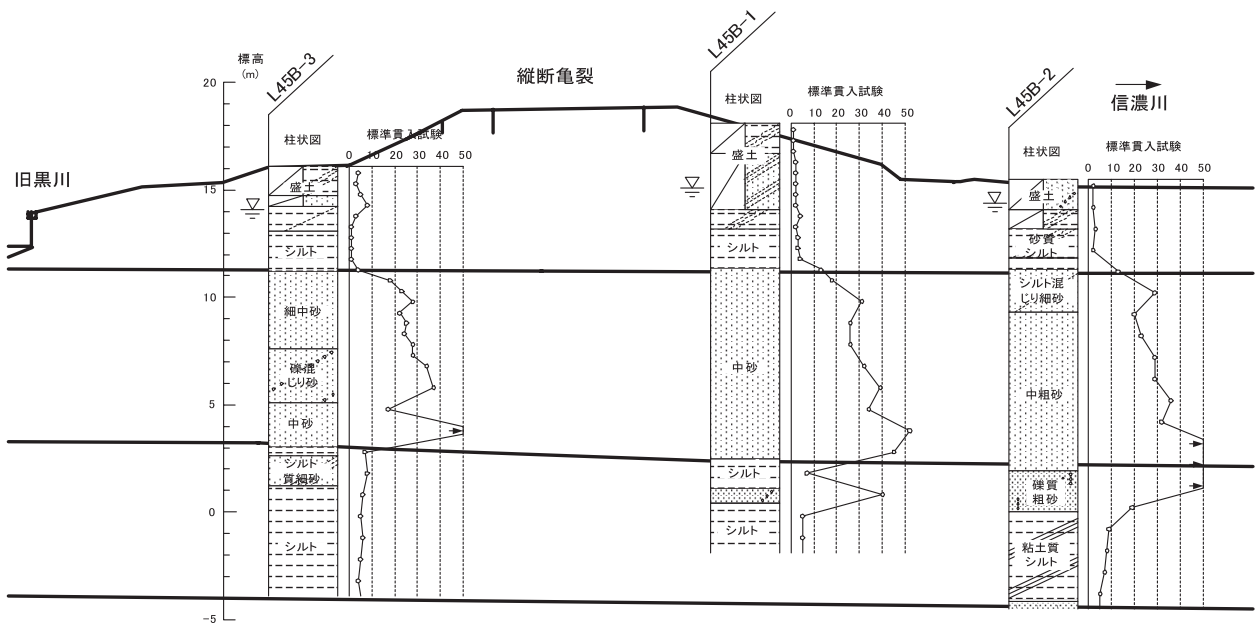 標高
(m)
20
15
10
5
0
-5
L45B-3
柱状図
標準貫入試験
0 10 20 30 40 50
盛土
シルト
細中砂
礫混
じり砂
中砂
シルト
質細砂
シルト
旧黒川
縦断亀裂
L45B-1
柱状図
標準貫入試験
0 10 20 30 40 50
盛土
シルト
中砂
シルト
シルト
L45B-2
信濃川
柱状図
標準貫入試験
0 10 20 30 40 50
盛土
砂質
シルト
シルト混
じり細砂
中粗砂
礫質
粗砂
粘土質
シルト